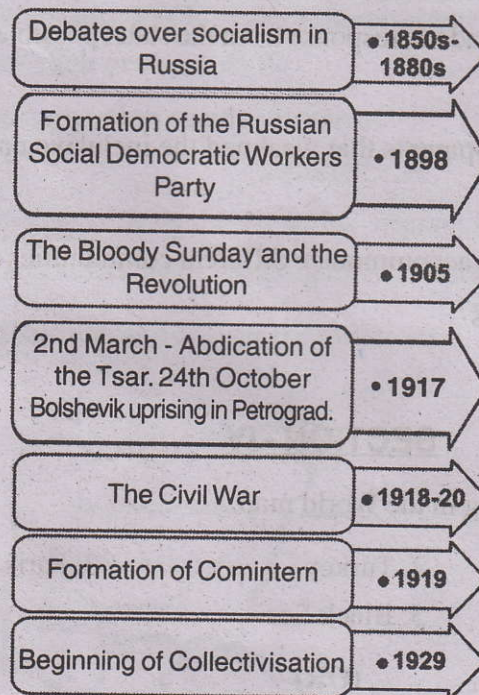 Debates over socialism in
Russia
• 1850s-
1880s
Formation of the Russian
Social Democratic Workers
Party
• 1898
The Bloody Sunday and the
Revolution
• 1905
2nd March - Abdication of
the Tsar. 24th October
Bolshevik uprising in Petrograd.
• 1917
The Civil War
• 1918-20
Formation of Comintern
• 1919
Beginning of Collectivisation
• 1929